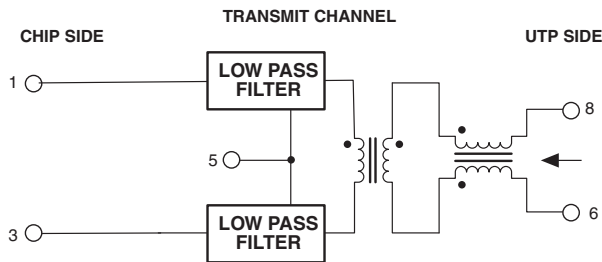 TRANSMIT CHANNEL
CHIP SIDE
UTP SIDE
LOW PASS
FILTER
1
8
5
LOW PASS
FILTER
3
6